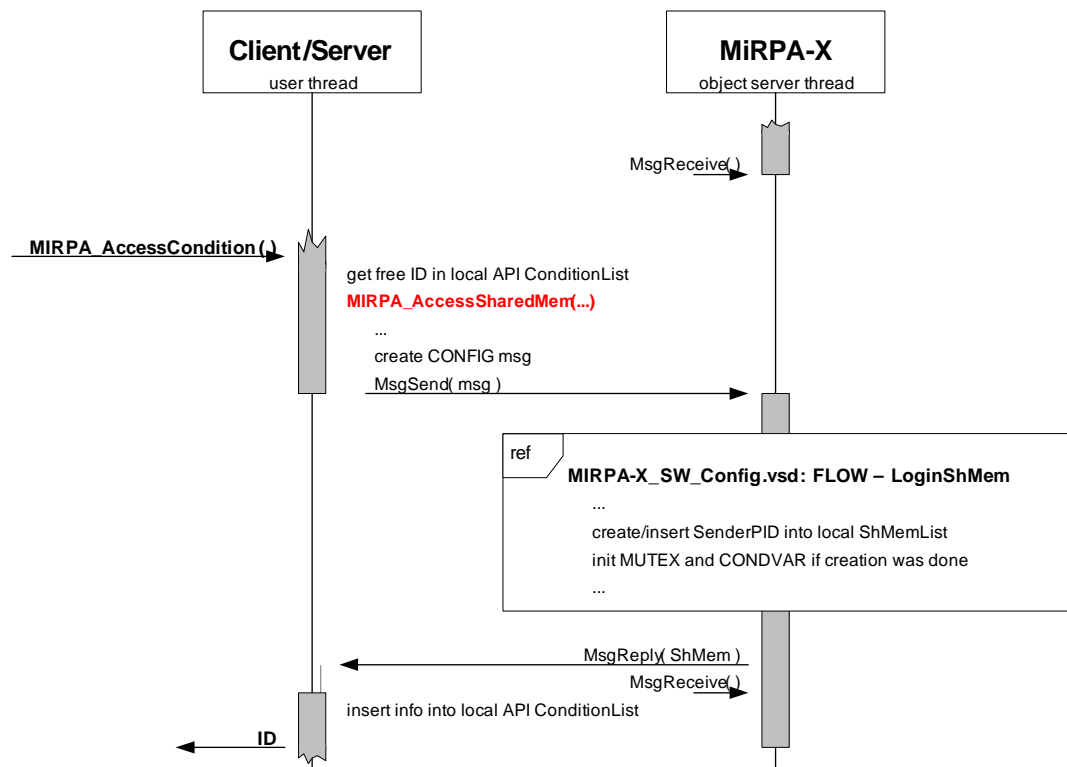 Client/Server
user thread
MiRPA-X
object server thread
MsgReceive()
MIRPA_AccessCondition(.)
get free ID in local API ConditionList
MIRPA_AccessSharedMem(...)
...
create CONFIG msg
MsgSend( msg )
ref
MIRPA-X_SW_Config.vsd: FLOW – LoginShMem
...
create/insert SenderPID into local ShMemList
init MUTEX and CONDVAR if creation was done
...
MsgReply( ShMem )
MsgReceive()
insert info into local API ConditionList
ID